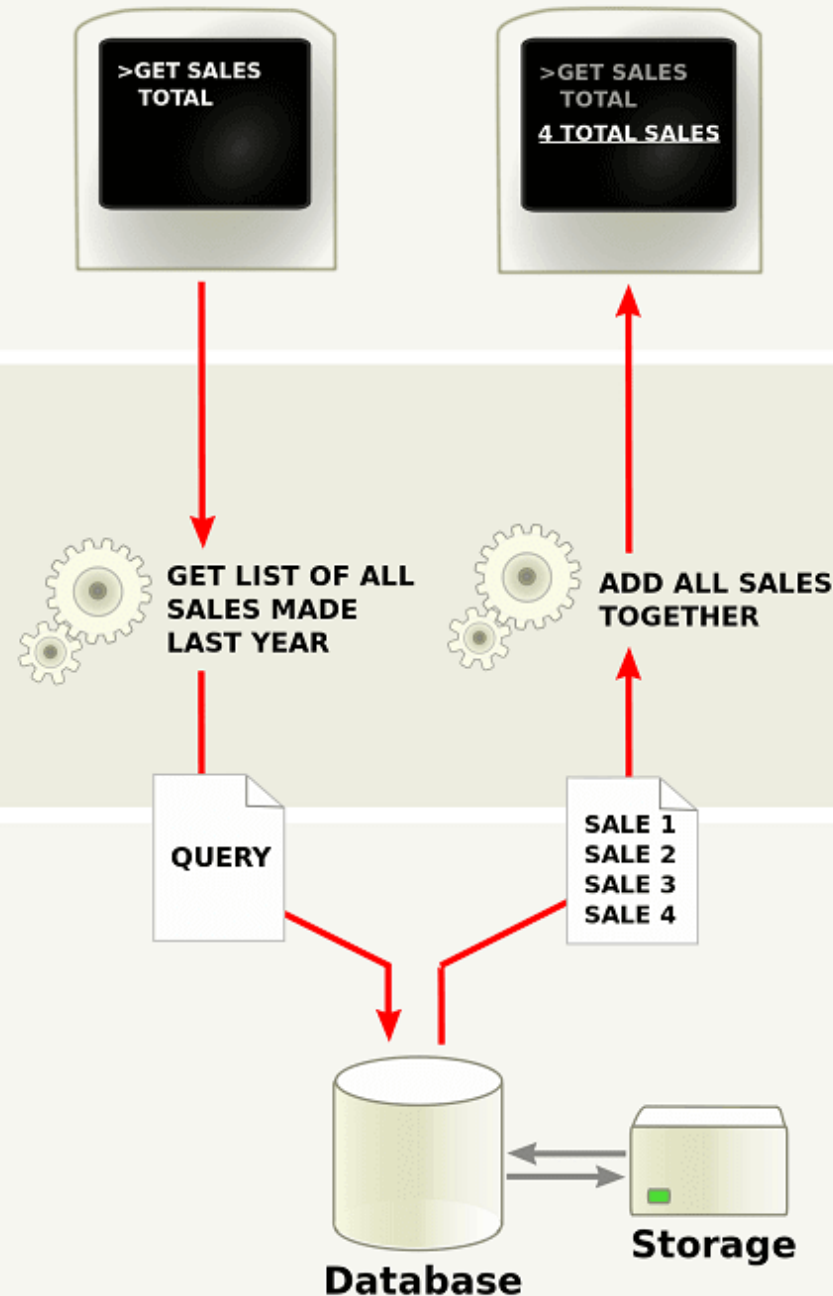 >GET SALES
TOTAL
>GET SALES
TOTAL
4 TOTAL SALES
GET LIST OF ALL
SALES MADE
LAST YEAR
ADD ALL SALES
TOGETHER
QUERY
SALE 1
SALE 2
SALE 3
SALE 4
Storage
Database